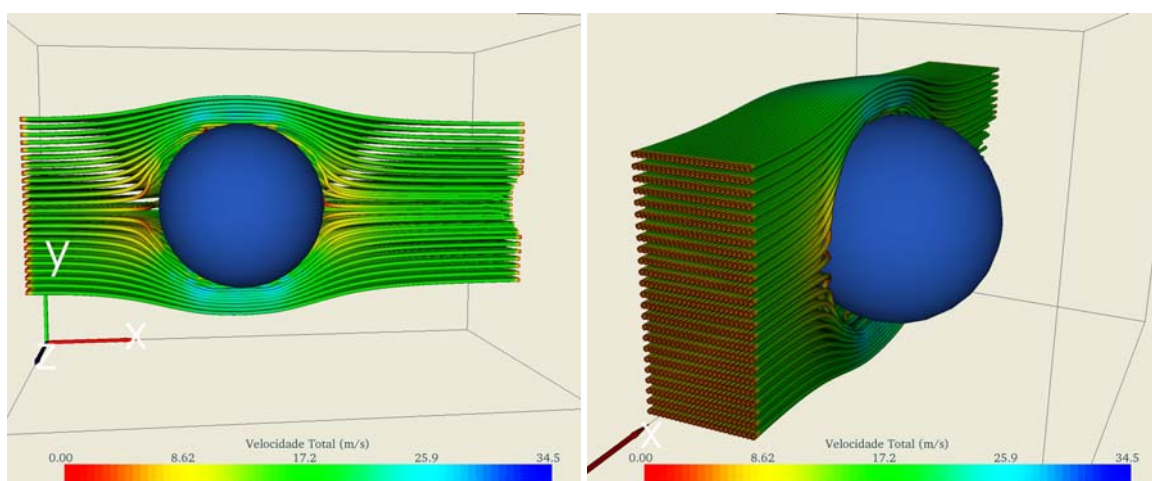 y
x
z
Velocidade Total (m/s)
0.00 8.62 17.2 25.9 34.5
x
Velocidade Total (m/s)
0.00 8.62 17.2 25.9 34.5